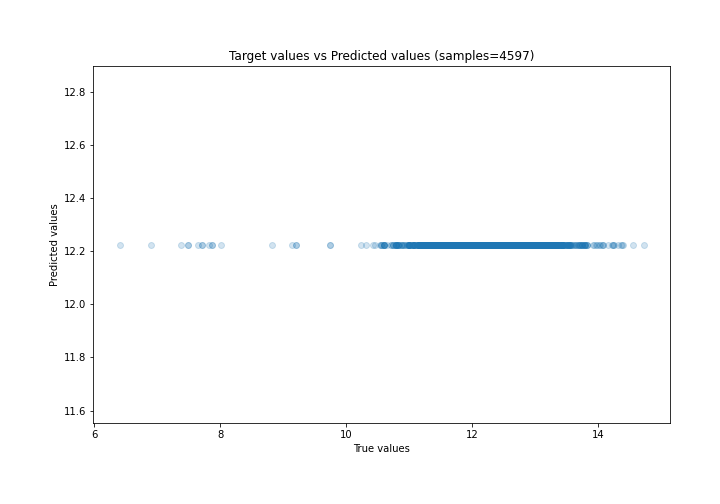 Target values vs Predicted values (samples=4597)
12.8
12.6
12.4
12.2
12.0
11.8
11.6
Predicted values
6 8 10 12 14
True values